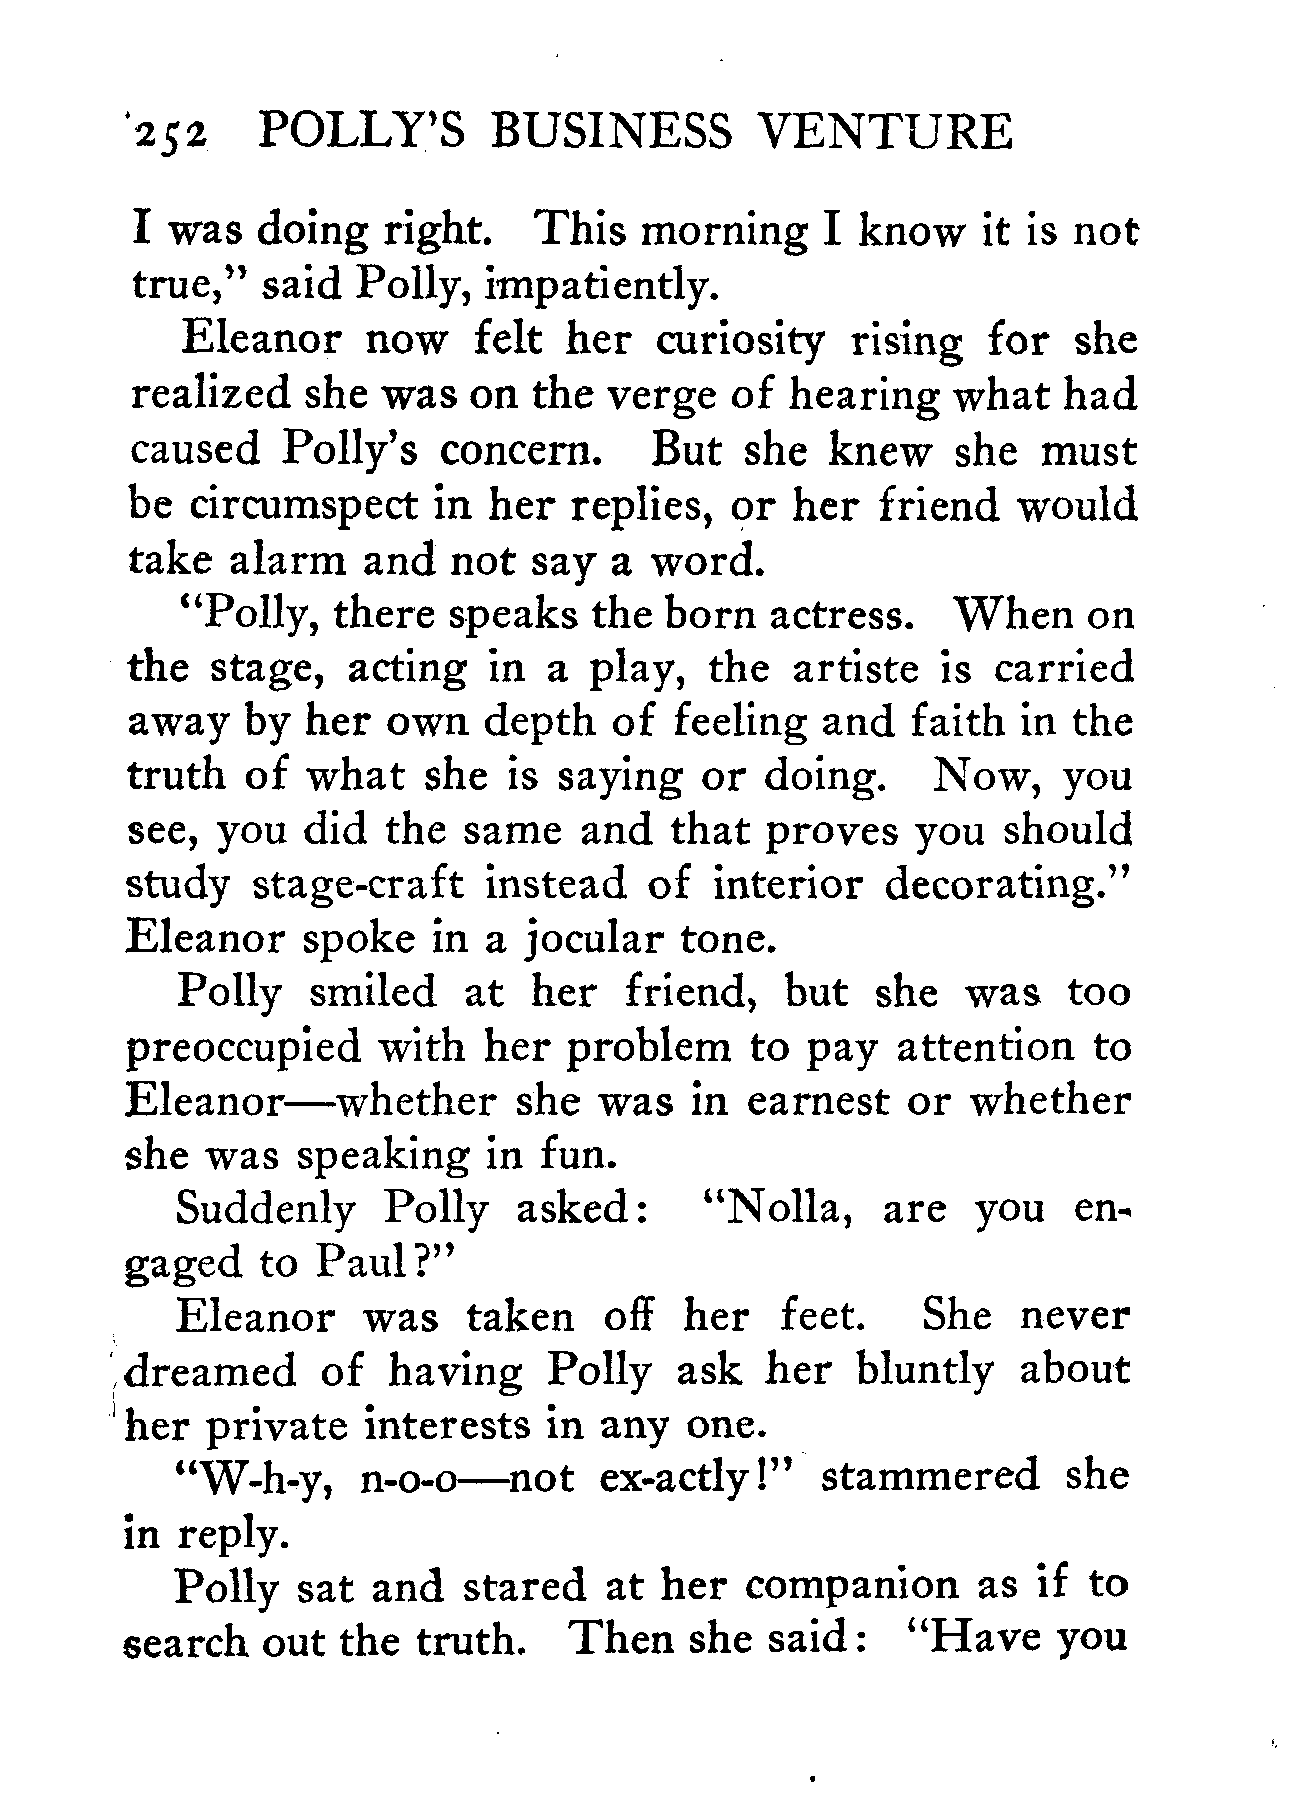 252 POLLY'S BUSINESS VENTURE
I was doing right. This morning I know it is not
true," said Polly, impatiently.
Eleanor now felt her curiosity rising for she
realized she was on the verge of hearing what had
caused Polly's concern. But she knew she must
be circumspect in her replies, or her friend would
take alarm and not say a word.
"Polly, there speaks the born actress. When on
the stage, acting in a play, the artiste is carried
away by her own depth of feeling and faith in the
truth of what she is saying or doing. Now, you
see, you did the same and that proves you should
study stage-craft instead of interior decorating."
Eleanor spoke in a jocular tone.
Polly smiled at her friend, but she was too
preoccupied with her problem to pay attention to
Eleanor—whether she was in earnest or whether
she was speaking in fun.
Suddenly Polly asked: "Nolla, are you en-
gaged to Paul?"
Eleanor was taken off her feet. She never
dreamed of having Polly ask her bluntly about
her private interests in any one.
"W-h-y, n-o-o—not ex-actly!" stammered she
in reply.
Polly sat and stared at her companion as if to
search out the truth. Then she said: "Have you